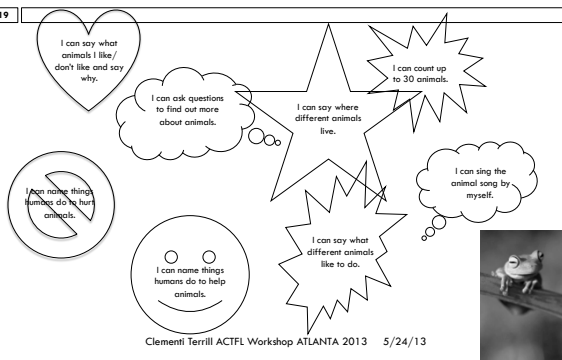 19
I can say what
animals I like/
don't like and say
why.
I can ask questions
to find out more
about animals.
I can say where
different animals
live.
I can count up
to 30 animals.
I can name things
humans do to hurt
animals.
I can sing the
animal song by
myself.
I can say what
different animals
like to do.
I can name things
humans do to help
animals.
Clementi Terrill ACTFL Workshop ATLANTA 2013 5/24/13